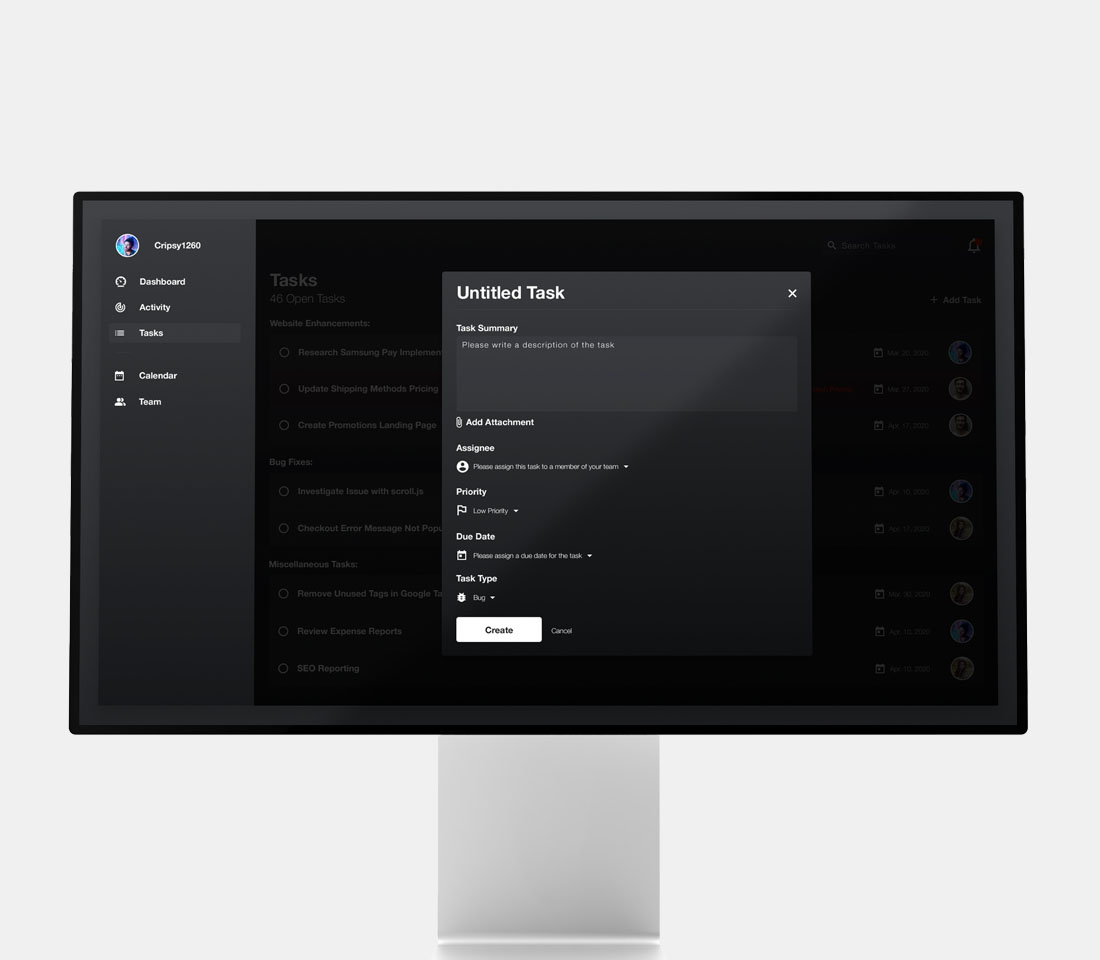 Cripsy1260
Dashboard
Activity
Tasks
Calendar
Team
Search Tasks
Tasks
46 Open Tasks
+ Add Task
Website Enhancements:
Research Samsung Pay Implemen
Mar. 20, 2020
Update Shipping Methods Pricing
Mar. 27, 2020
Create Promotions Landing Page
Apr. 17, 2020
Bug Fixes:
Investigate Issue with scroll.js
Apr. 10, 2020
Checkout Error Message Not Popu
Apr. 17, 2020
Miscellaneous Tasks:
Remove Unused Tags in Google Ta
Mar. 30, 2020
Review Expense Reports
Apr. 10, 2020
SEO Reporting
Apr. 10, 2020
Untitled Task
Task Summary
Please write a description of the task
Add Attachment
Assignee
Please assign this task to a member of your team
Priority
Low Priority
Due Date
Please assign a due date for the task
Task Type
Bug
Create
Cancel